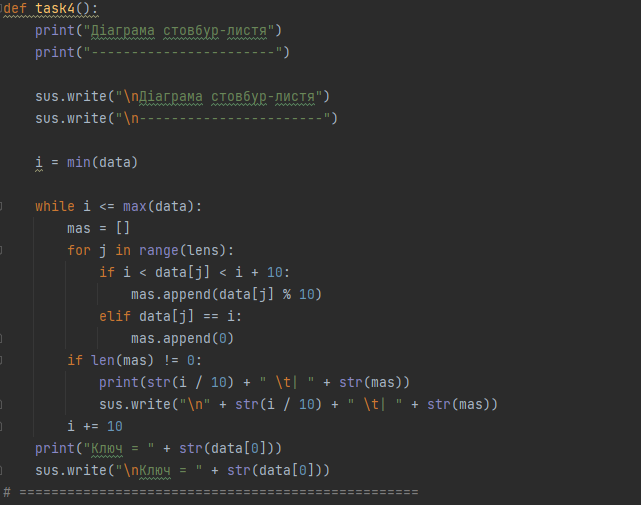 def task4():
    print("Діаграма стовбур-листя")
    print("-----------------------")

    sus.write("\nДіаграма стовбур-листя")
    sus.write("\n-----------------------")

    i = min(data)

    while i <= max(data):
        mas = []
        for j in range(lens):
            if i < data[j] < i + 10:
                mas.append(data[j] % 10)
            elif data[j] == i:
                mas.append(0)
        if len(mas) != 0:
            print(str(i / 10) + " \t| " + str(mas))
            sus.write("\n" + str(i / 10) + " \t| " + str(mas))
        i += 10
    print("Ключ = " + str(data[0]))
    sus.write("\nКлюч = " + str(data[0]))
# ==================================================